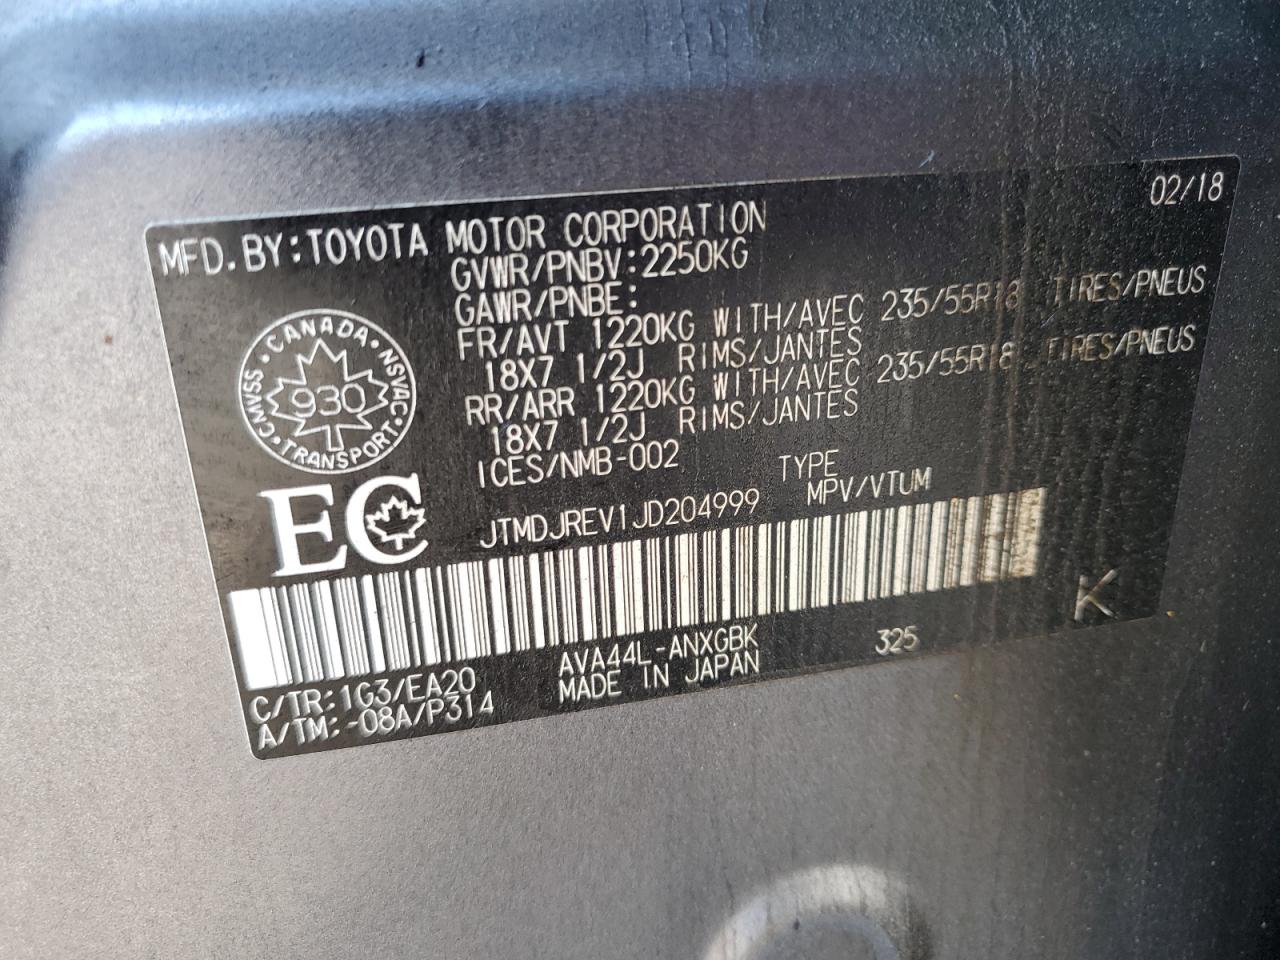 02/18
MFD. BY: TOYOTA MOTOR CORPORATION
GVWR/PNBV: 2250KG
GAWR/PNBE:
FR/AVT 1220KG WITH/AVEC 235/55R18 TIRES/PNEUS
18X7 1/2J RIMS/JANTES
RR/ARR 1220KG WITH/AVEC 235/55R18 TIRES/PNEUS
18X7 1/2J RIMS/JANTES
ICES/NMB-002
CANADA
CMVSS · NSVAC
930
TRANSPORT
EC
TYPE
JTMDJREV1JD204999 MPV/VTUM
K
C/TR: 1G3/EA20 AVA44L-ANXGBK 325
A/TM: -08A/P314 MADE IN JAPAN